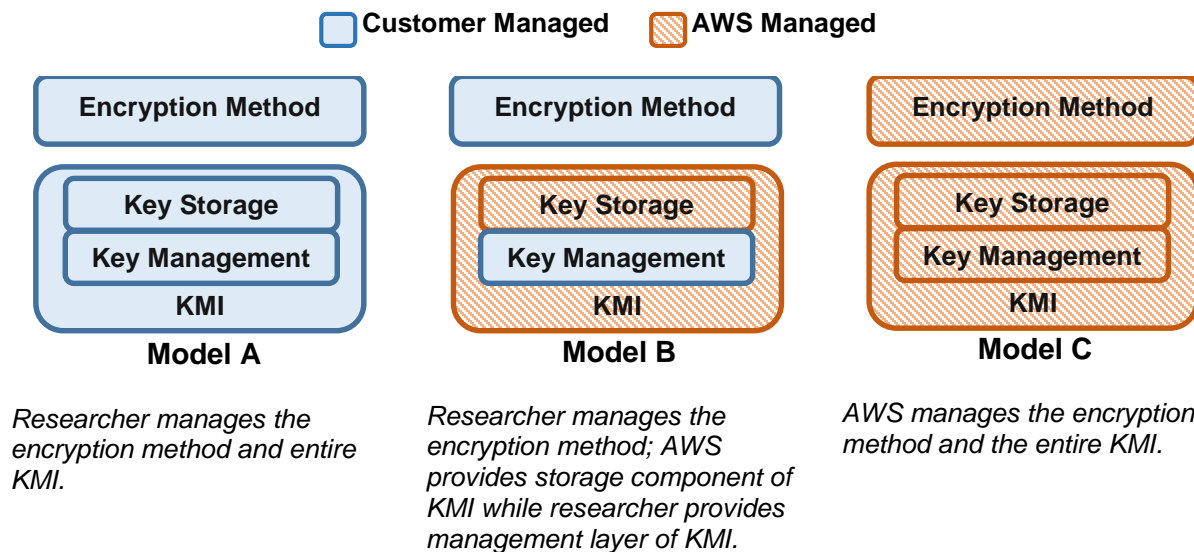 Customer Managed
AWS Managed
Encryption Method
Key Storage
Key Management
KMI
Model A
Researcher manages the
encryption method and entire
KMI.
Encryption Method
Key Storage
Key Management
KMI
Model B
Researcher manages the
encryption method; AWS
provides storage component of
KMI while researcher provides
management layer of KMI.
Encryption Method
Key Storage
Key Management
KMI
Model C
AWS manages the encryption
method and the entire KMI.